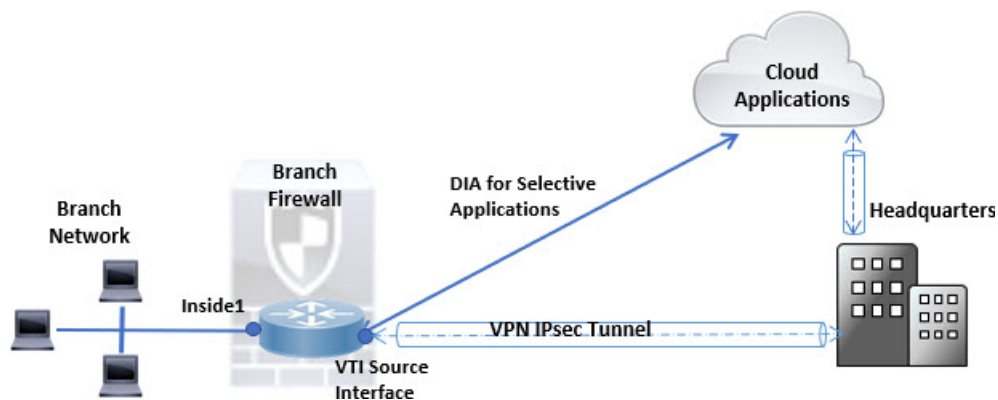 Cloud
Applications
Branch
Firewall
DIA for Selective
Applications
Branch
Network
Headquarters
Inside1
VPN IPsec Tunnel
VTI Source
Interface